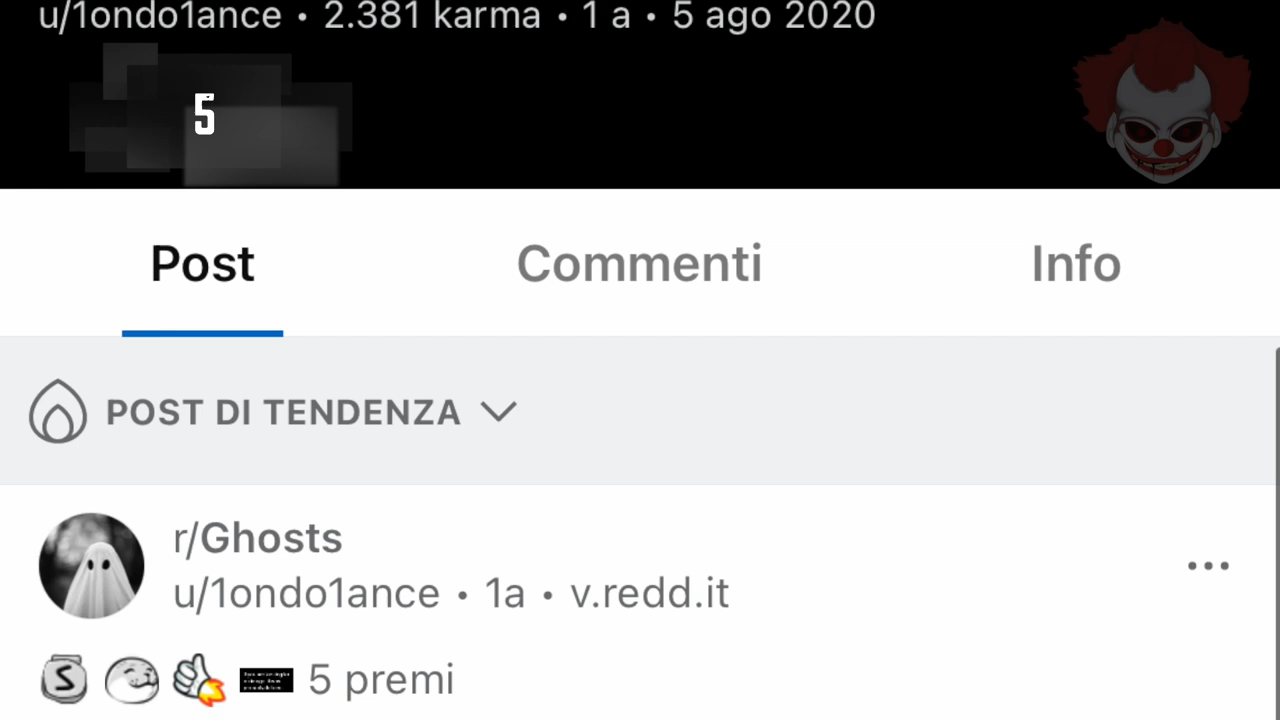 u/1ondo1ance • 2.381 karma • 1 a • 5 ago 2020
5
Post
Commenti
Info
POST DI TENDENZA
r/Ghosts
u/1ondo1ance • 1a • v.redd.it
5 premi